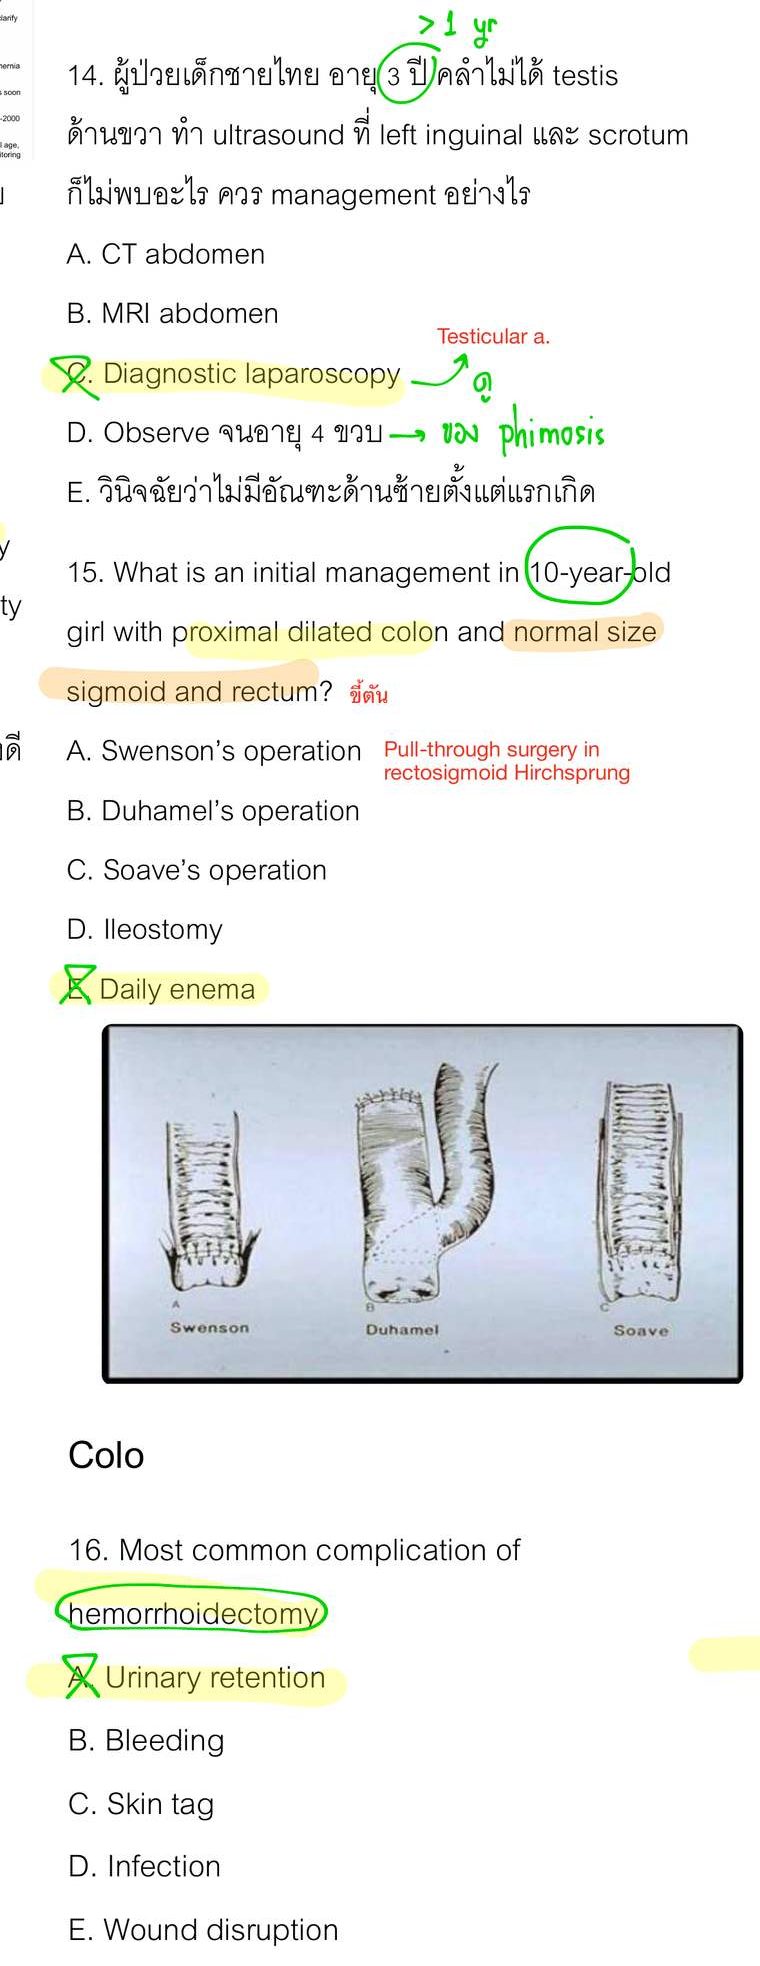 larify
> 1 yr
ernia
14. ผู้ป่วยเด็กชายไทย อายุ 3 ปี คลำไม่ได้ testis
soon
-2000
ด้านขวา ทำ ultrasound ที่ left inguinal และ scrotum
l age,
itoring
ก็ไม่พบอะไร ควร management อย่างไร
A. CT abdomen
B. MRI abdomen
Testicular a.
C. Diagnostic laparoscopy
ดู
D. Observe จนอายุ 4 ขวบ → ของ phimosis
E. วินิจฉัยว่าไม่มีอัณฑะด้านซ้ายตั้งแต่แรกเกิด
y
15. What is an initial management in 10-year-old
ty
girl with proximal dilated colon and normal size
sigmoid and rectum? ขี้ตัน
A. Swenson's operation
Pull-through surgery in
rectosigmoid Hirchsprung
B. Duhamel's operation
C. Soave's operation
D. Ileostomy
E. Daily enema
A
B
C
Swenson
Duhamel
Soave
Colo
16. Most common complication of
hemorrhoidectomy
A. Urinary retention
B. Bleeding
C. Skin tag
D. Infection
E. Wound disruption